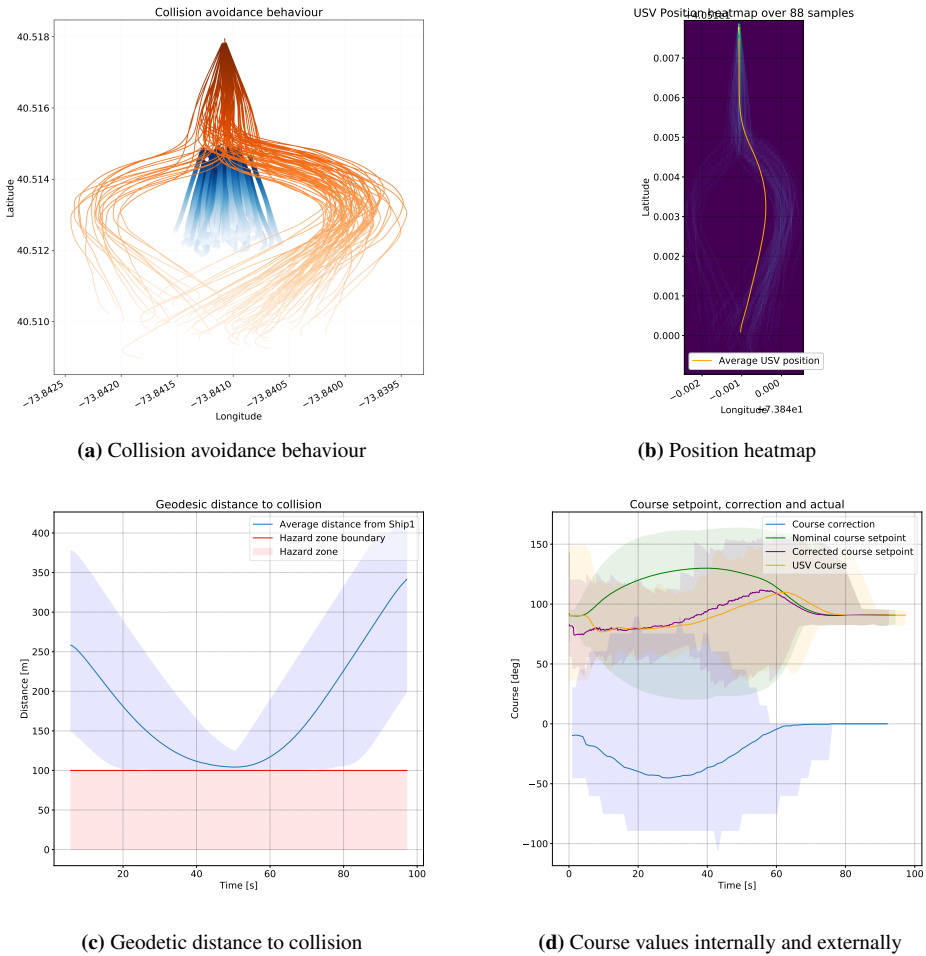 Collision avoidance behaviour
40.518
40.516
40.514
40.512
40.510
Latitude
−73.8425
−73.8420
−73.8415
−73.8410
−73.8405
−73.8400
−73.8395
Longitude
(a) Collision avoidance behaviour
USV Position heatmap over 88 samples
0.007
0.006
0.005
0.004
0.003
0.002
0.001
0.000
Latitude
Average USV position
−0.002
−0.001
0.000
Longitude
−7.384e1
(b) Position heatmap
Geodesic distance to collision
Average distance from Ship1
Hazard zone boundary
Hazard zone
400
350
300
250
200
150
100
50
0
Distance [m]
20
40
60
80
100
Time [s]
(c) Geodetic distance to collision
Course setpoint, correction and actual
Course correction
Nominal course setpoint
Corrected course setpoint
USV Course
150
100
50
0
−50
−100
Course [deg]
0
20
40
60
80
100
Time [s]
(d) Course values internally and externally